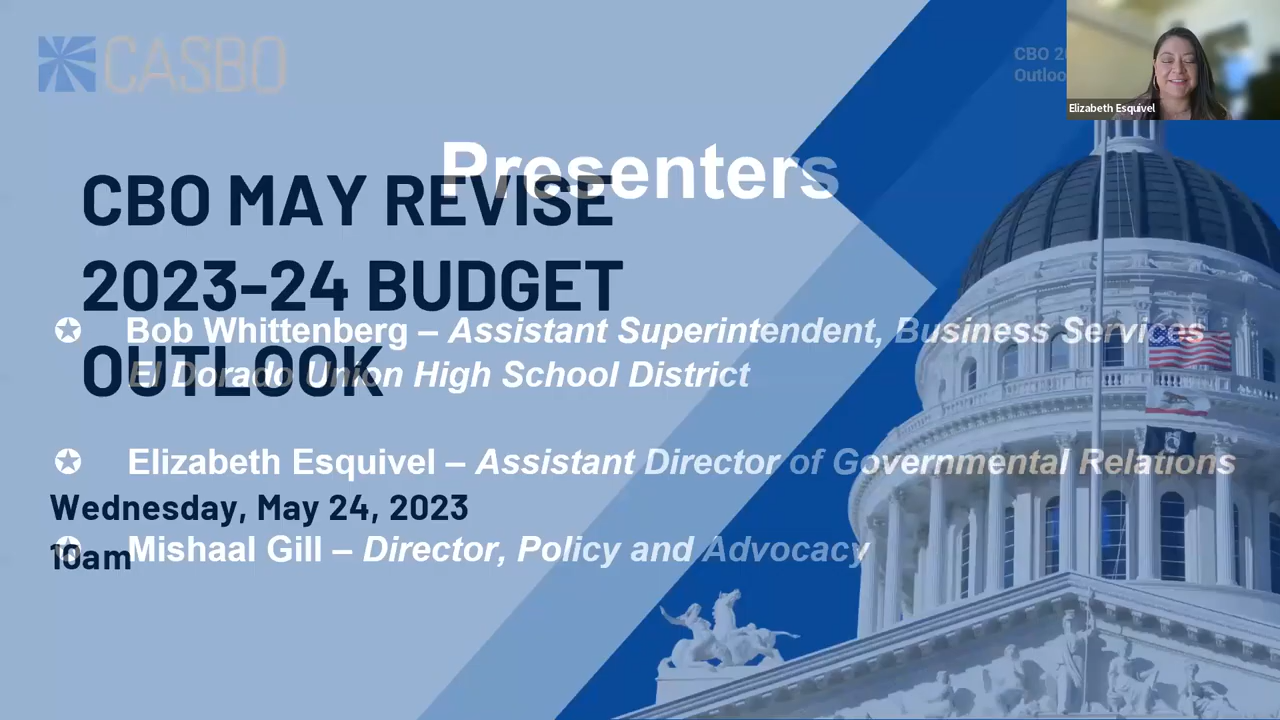 CASBO
CBO 20
Outloo
Elizabeth Esquivel
Presenters
CBO MAY REVISE
2023-24 BUDGET
OUTLOOK
Bob Whittenberg – Assistant Superintendent, Business Services
El Dorado Union High School District
Elizabeth Esquivel – Assistant Director of Governmental Relations
Wednesday, May 24, 2023
10am
Mishaal Gill – Director, Policy and Advocacy